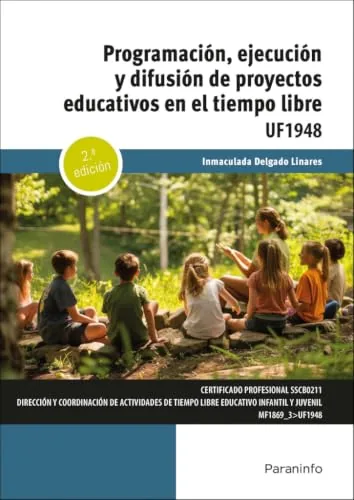 Programación, ejecución
y difusión de proyectos
educativos en el tiempo libre
UF1948
2.ª
edición
Inmaculada Delgado Linares
CERTIFICADO PROFESIONAL SSCB0211
DIRECCIÓN Y COORDINACIÓN DE ACTIVIDADES DE TIEMPO LIBRE EDUCATIVO INFANTIL Y JUVENIL
MF1869_3>UF1948
Paraninfo